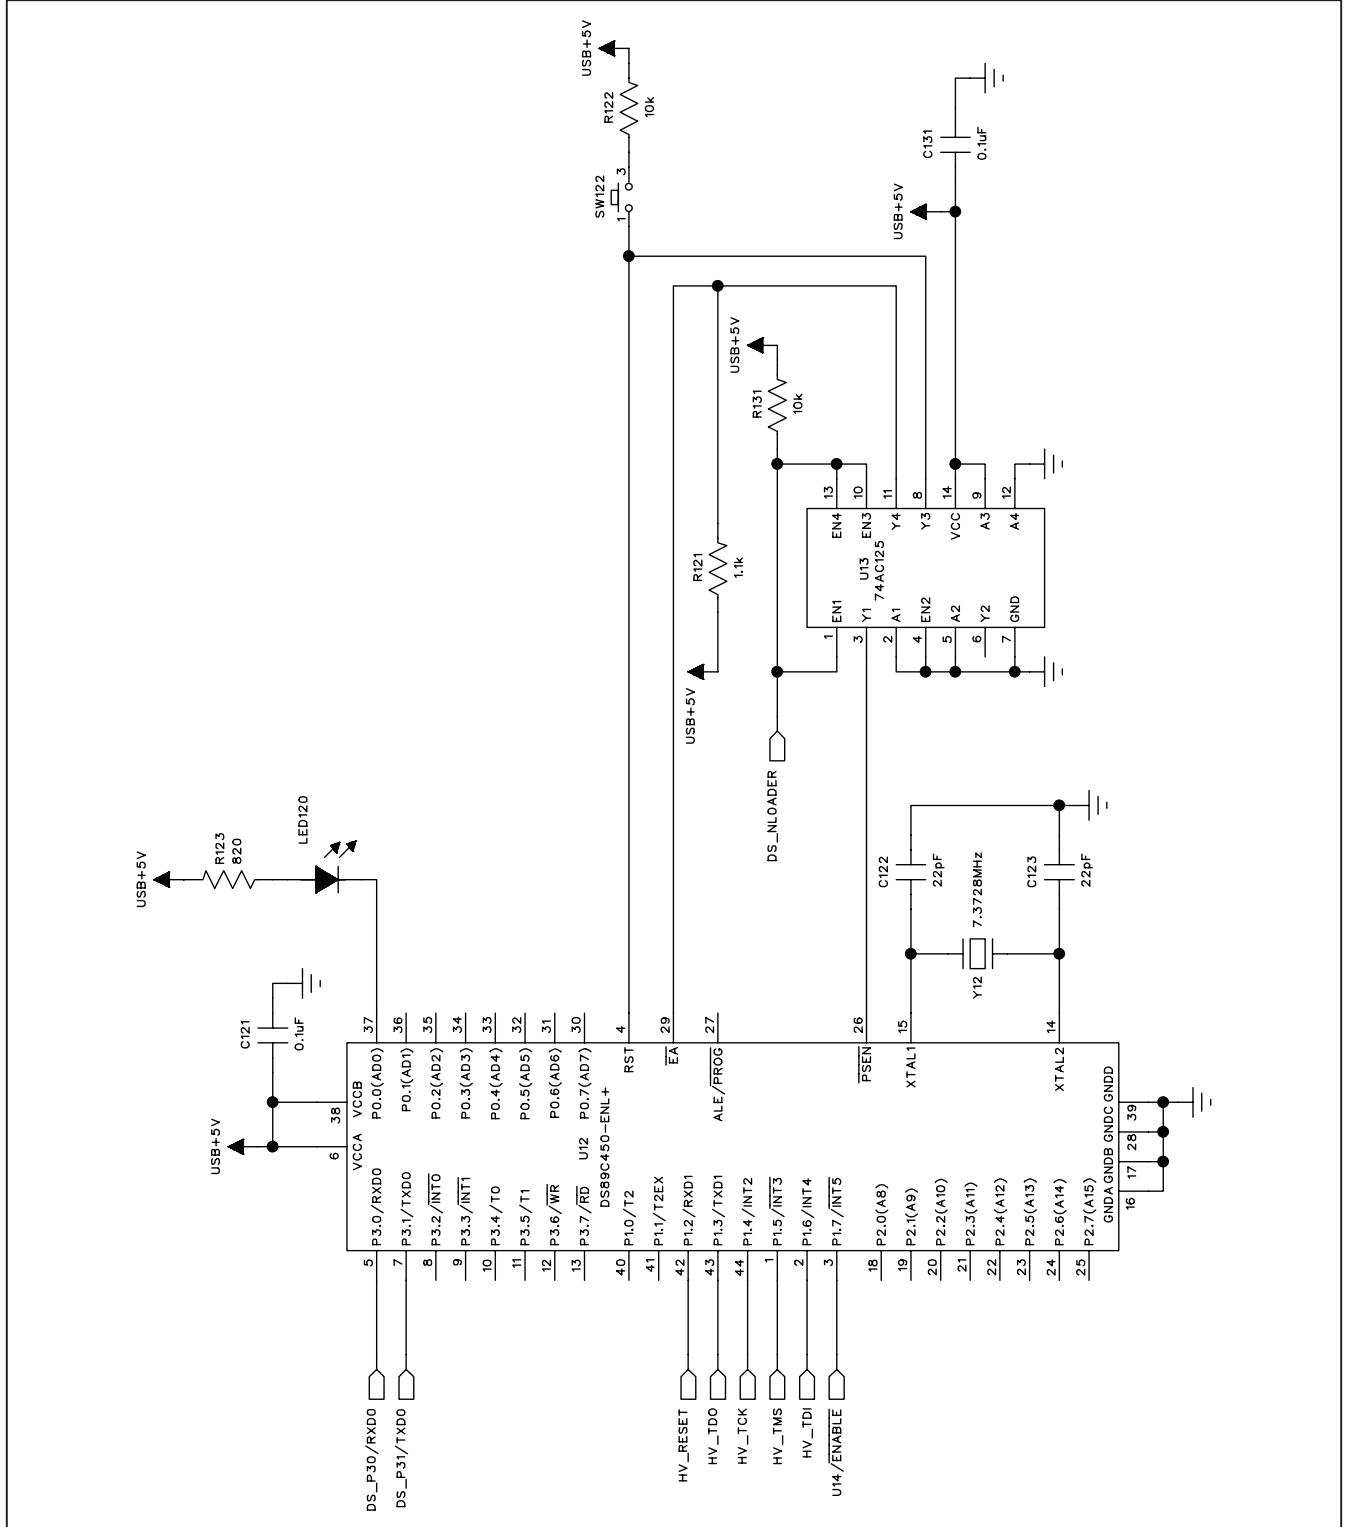 USB+5V
R122
10k
SW122
3
1
C131
0.1uF
USB+5V
USB+5V
R131
10k
R121
1.1k
USB+5V
13
10
11
8
14
9
12
EN4
EN3
Y4
Y3
VCC
A3
A4
U13
74AC125
EN1
Y1
A1
EN2
A2
Y2
GND
1
3
2
4
5
6
7
DS_NLOADER
USB+5V
R123
820
LED120
C121
0.1uF
USB+5V
C122
22pF
C123
22pF
Y12
7.3728MHz
37
36
35
34
33
32
31
30
4
29
27
26
15
14
P0.0(AD0)
P0.1(AD1)
P0.2(AD2)
P0.3(AD3)
P0.4(AD4)
P0.5(AD5)
P0.6(AD6)
P0.7(AD7)
RST
EA
ALE/PROG
PSEN
XTAL1
XTAL2
38
VCCB
6
VCCA
U12
DS89C450-ENL+
GNDD
GNDC
GNDB
GNDA
39
28
17
16
P3.0/RXD0
P3.1/TXD0
P3.2/INT0
P3.3/INT1
P3.4/T0
P3.5/T1
P3.6/WR
P3.7/RD
P1.0/T2
P1.1/T2EX
P1.2/RXD1
P1.3/TXD1
P1.4/INT2
P1.5/INT3
P1.6/INT4
P1.7/INT5
P2.0(A8)
P2.1(A9)
P2.2(A10)
P2.3(A11)
P2.4(A12)
P2.5(A13)
P2.6(A14)
P2.7(A15)
5
7
8
9
10
11
12
13
40
41
42
43
44
1
2
3
18
19
20
21
22
23
24
25
DS_P30/RXD0
DS_P31/TXD0
HV_RESET
HV_TDO
HV_TCK
HV_TMS
HV_TDI
U14/ENABLE